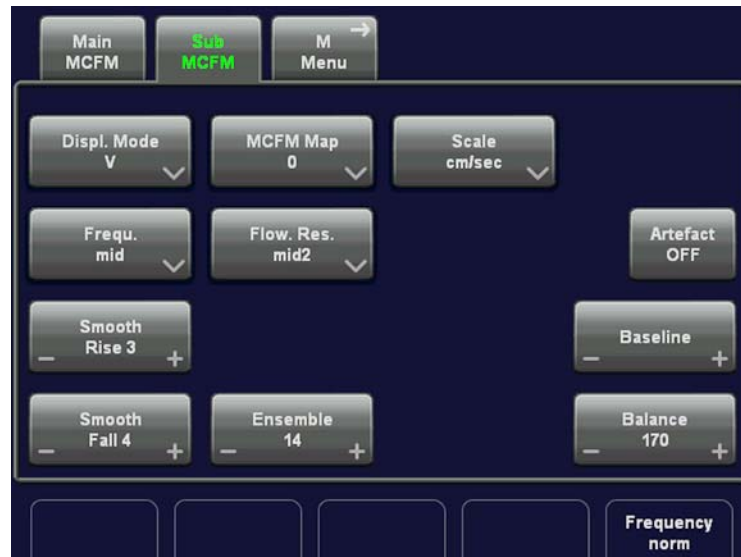 Main
MCFM
Sub
MCFM
M
Menu
Displ. Mode
V
MCFM Map
0
Scale
cm/sec
Frequ.
mid
Flow. Res.
mid2
Artefact
OFF
Smooth
Rise 3
Baseline
Smooth
Fall 4
Ensemble
14
Balance
170
Frequency
norm